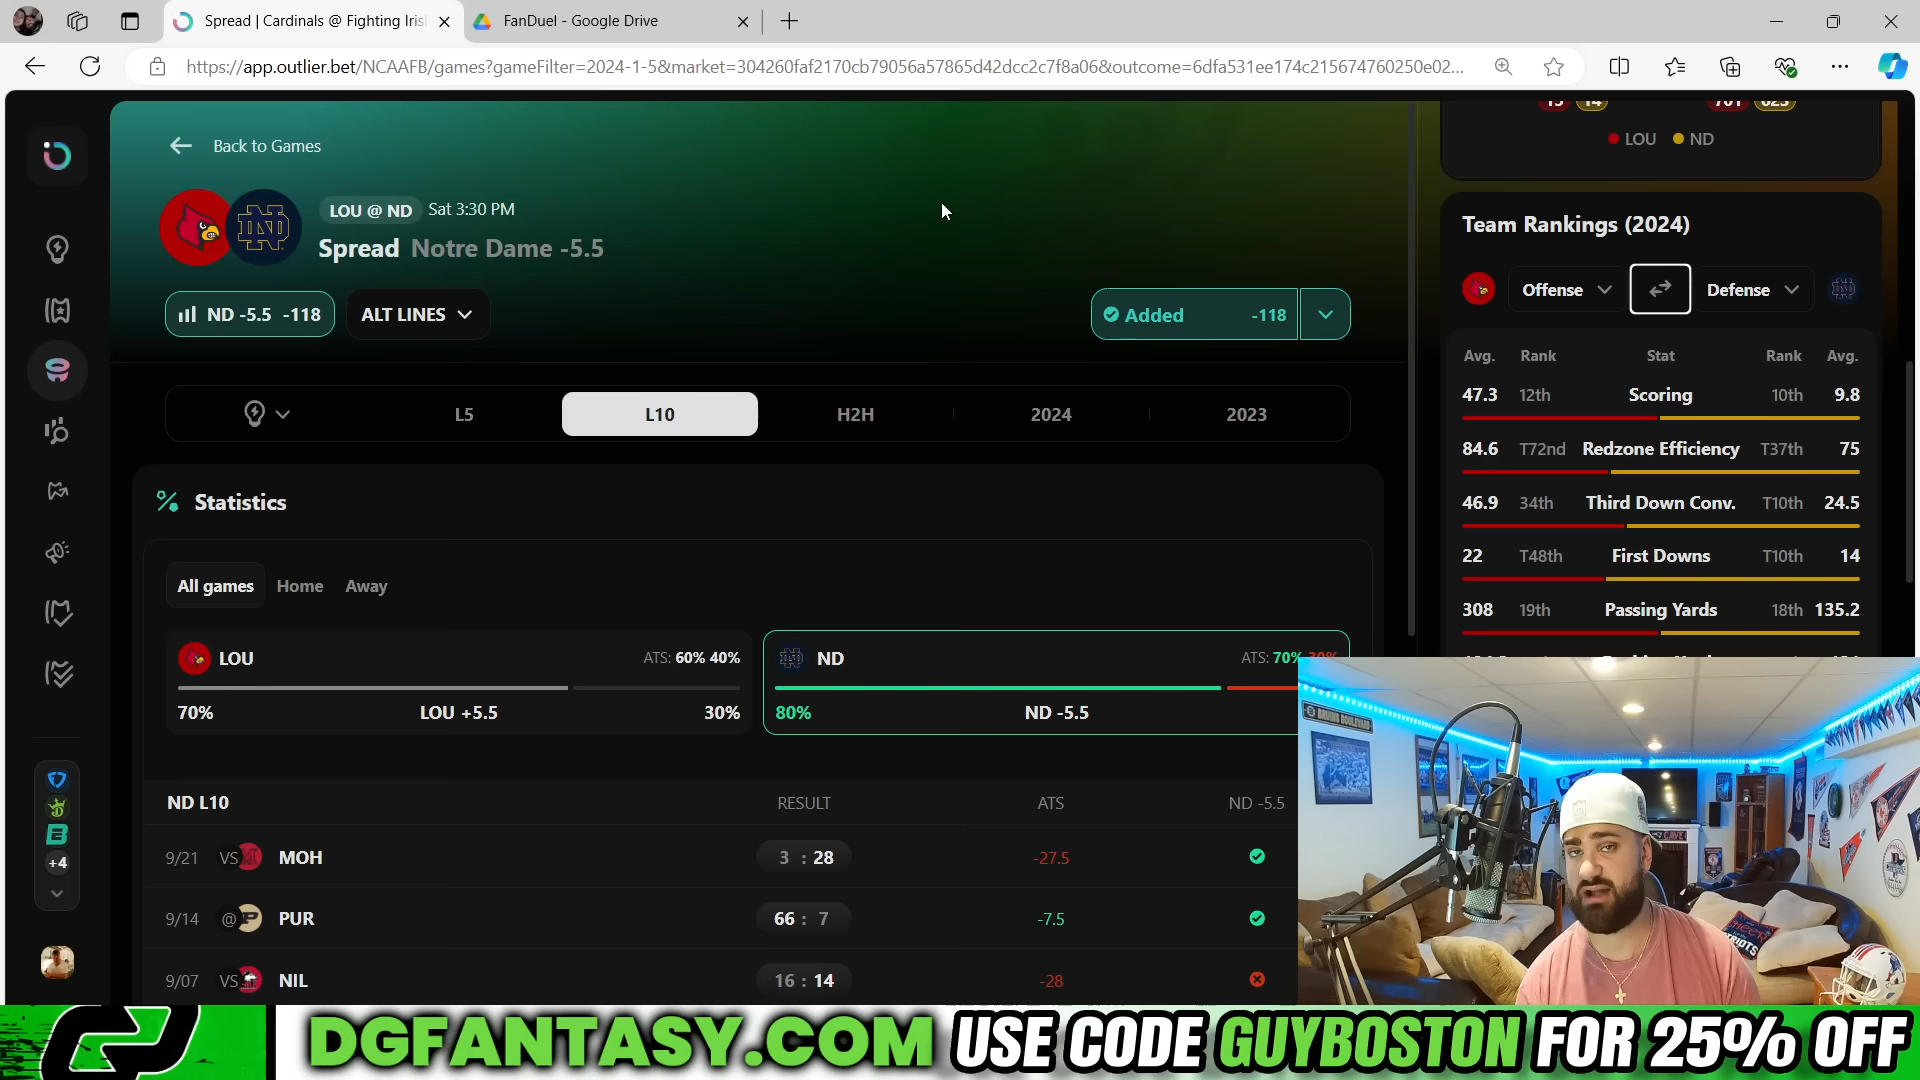 Spread | Cardinals @ Fighting Iris
FanDuel - Google Drive
https://app.outlier.bet/NCAAFB/games?gameFilter=2024-1-5&market=304260faf2170cb79056a57865d42dcc2c7f8a06&outcome=6dfa531ee174c215674760250e02...
Back to Games
LOU @ ND Sat 3:30 PM
Spread Notre Dame -5.5
ND -5.5 -118
ALT LINES
Added -118
L5 L10 H2H 2024 2023
Statistics
All games Home Away
LOU ATS: 60% 40%
70% LOU +5.5 30%
ND ATS: 70% 30%
80% ND -5.5
ND L10 RESULT ATS ND -5.5
9/21 VS MOH 3 : 28 -27.5
9/14 @ PUR 66 : 7 -7.5
9/07 VS NIL 16 : 14 -28
+4
LOU ND
Team Rankings (2024)
Offense Defense
Avg. Rank Stat Rank Avg.
47.3 12th Scoring 10th 9.8
84.6 T72nd Redzone Efficiency T37th 75
46.9 34th Third Down Conv. T10th 24.5
22 T48th First Downs T10th 14
308 19th Passing Yards 18th 135.2
DGFANTASY.COM USE CODE GUYBOSTON FOR 25% OFF